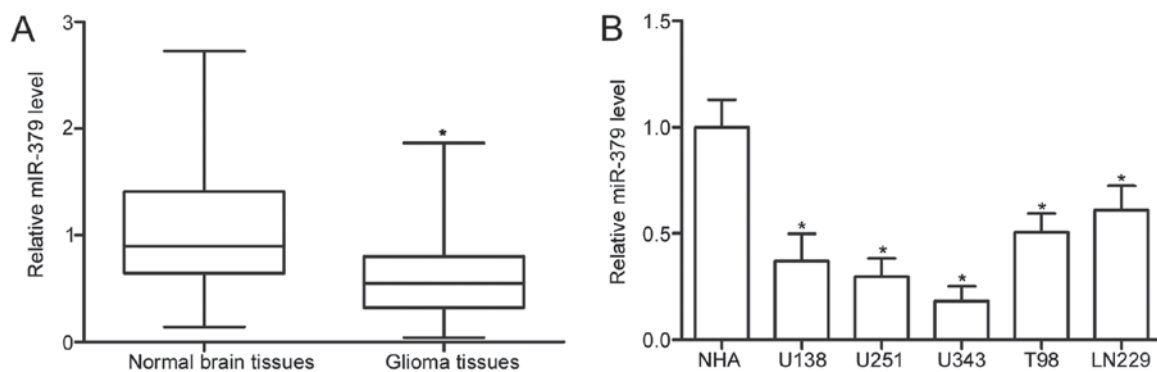 A
Relative mIR-379 level
3
2
1
0
*
Normal brain tissues
Glioma tissues
B
Relative miR-379 level
1.5
1.0
0.5
0.0
*
*
*
*
*
NHA
U138
U251
U343
T98
LN229